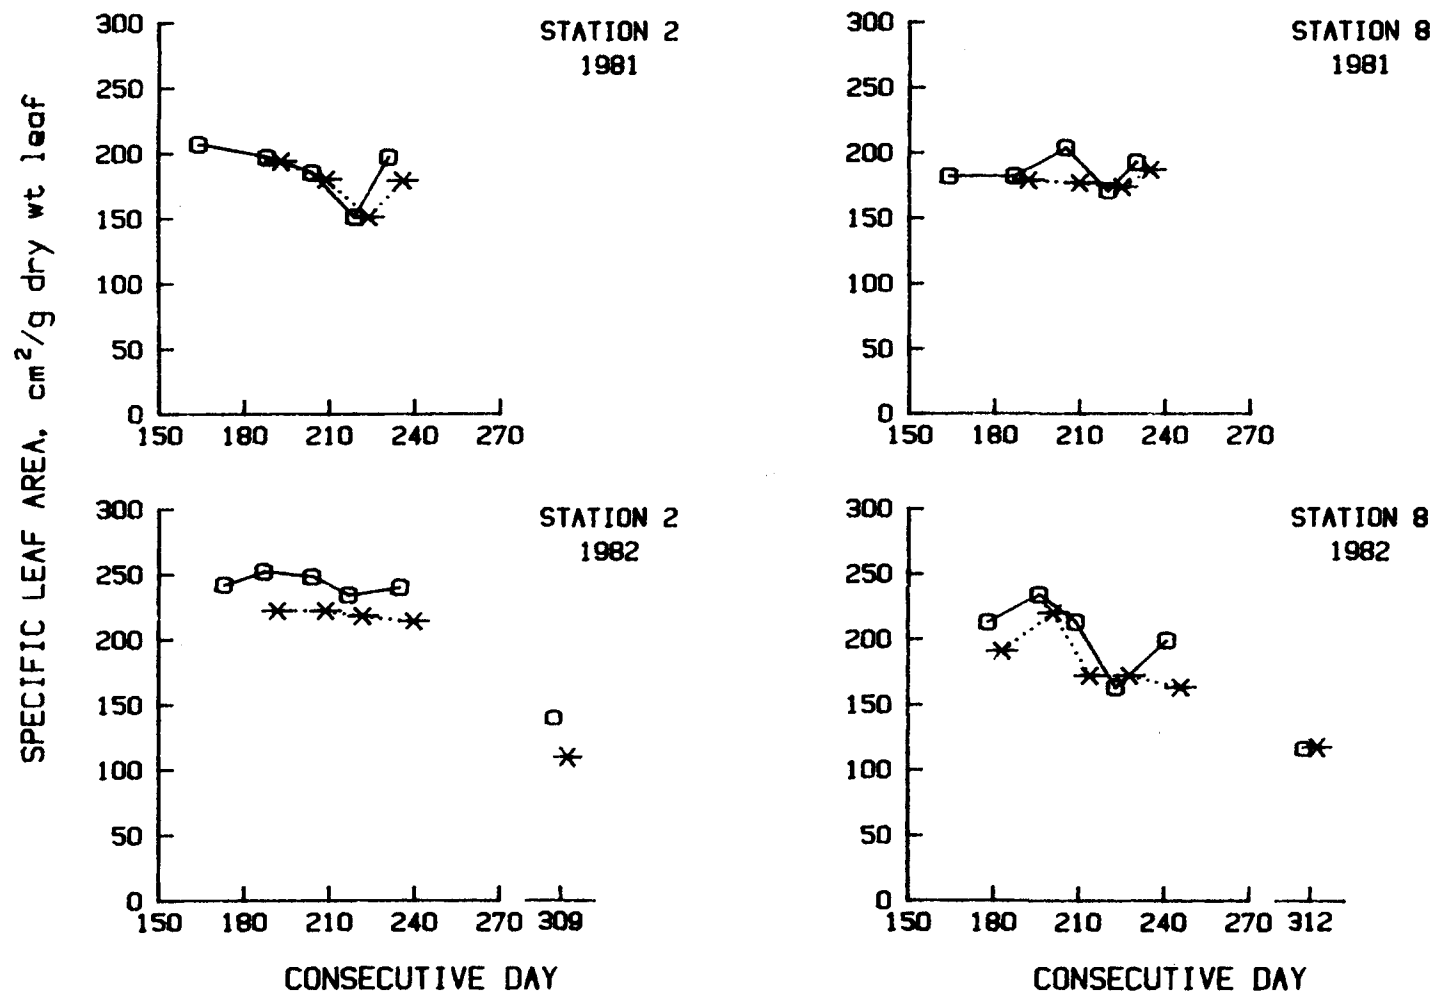 SPECIFIC LEAF AREA, cm²/g dry wt leaf
STATION 2
1981
300
250
200
150
100
50
0
150 180 210 240 270
STATION 8
1981
300
250
200
150
100
50
0
150 180 210 240 270
STATION 2
1982
300
250
200
150
100
50
0
150 180 210 240 270 309
CONSECUTIVE DAY
STATION 8
1982
300
250
200
150
100
50
0
150 180 210 240 270 312
CONSECUTIVE DAY